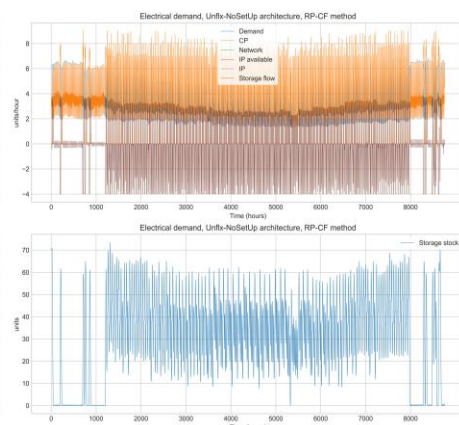 Electrical demand, Unflx-NoSetUp architecture, RP-CF method
Demand
CP
Network
IP available
IP
Storage flow
units/hour
8
6
4
2
0
−2
−4
0
1000
2000
3000
4000
5000
6000
7000
8000
Time (hours)
Electrical demand, Unflx-NoSetUp architecture, RP-CF method
Storage stock
units
70
60
50
40
30
20
10
0
0
1000
2000
3000
4000
5000
6000
7000
8000